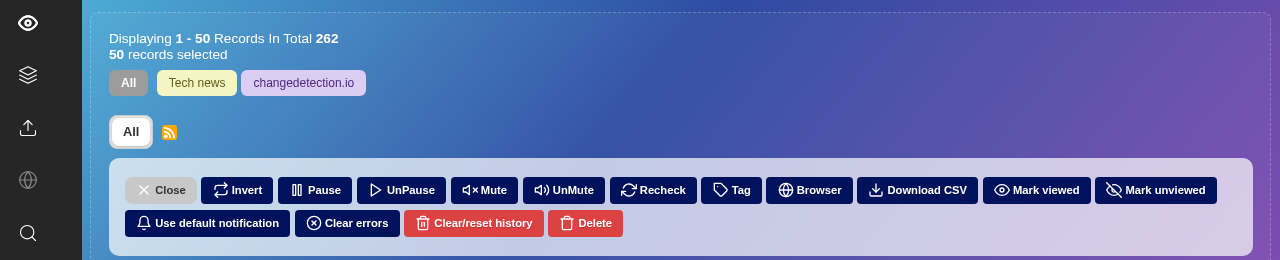 Displaying 1 - 50 Records In Total 262
50 records selected
All Tech news changedetection.io
All
Close Invert Pause UnPause Mute UnMute Recheck Tag Browser Download CSV Mark viewed Mark unviewed
Use default notification Clear errors Clear/reset history Delete